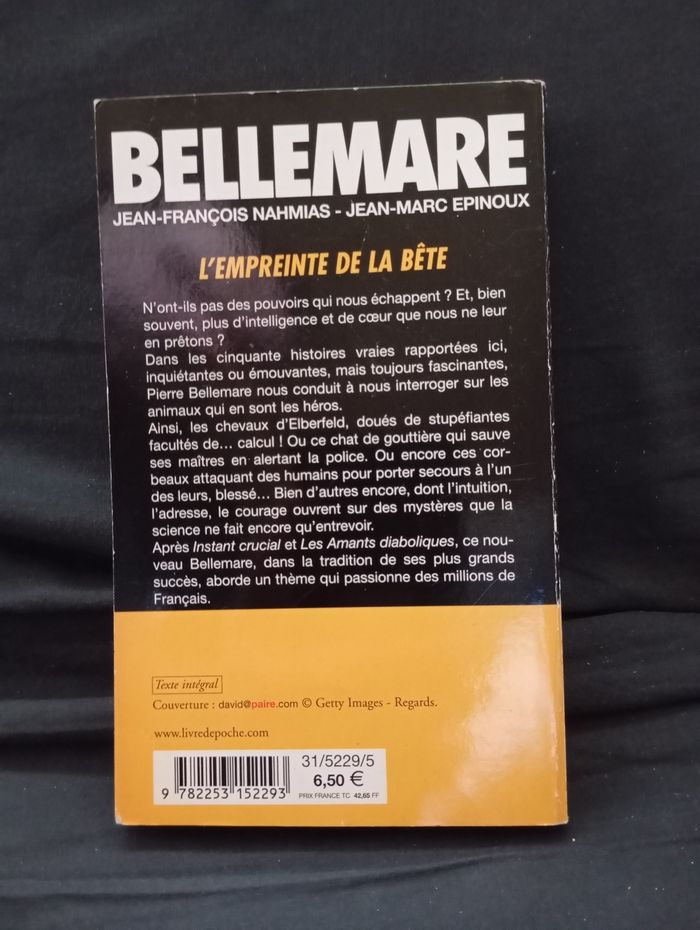 BELLEMARE
JEAN-FRANÇOIS NAHMIAS - JEAN-MARC EPINOUX
L'EMPREINTE DE LA BÊTE
N'ont-ils pas des pouvoirs qui nous échappent ? Et, bien
souvent, plus d'intelligence et de cœur que nous ne leur
en prêtons ?
Dans les cinquante histoires vraies rapportées ici,
inquiétantes ou émouvantes, mais toujours fascinantes,
Pierre Bellemare nous conduit à nous interroger sur les
animaux qui en sont les héros.
Ainsi, les chevaux d'Elberfeld, doués de stupéfiantes
facultés de... calcul ! Ou ce chat de gouttière qui sauve
ses maîtres en alertant la police. Ou encore ces cor-
beaux attaquant des humains pour porter secours à l'un
des leurs, blessé... Bien d'autres encore, dont l'intuition,
l'adresse, le courage ouvrent sur des mystères que la
science ne fait encore qu'entrevoir.
Après Instant crucial et Les Amants diaboliques, ce nou-
veau Bellemare, dans la tradition de ses plus grands
succès, aborde un thème qui passionne des millions de
Français.
Texte intégral
Couverture : david@paire.com © Getty Images - Regards.
www.livredepoche.com
31/5229/5
6,50 €
PRIX FRANCE TC 42,65 FF
9 782253 152293